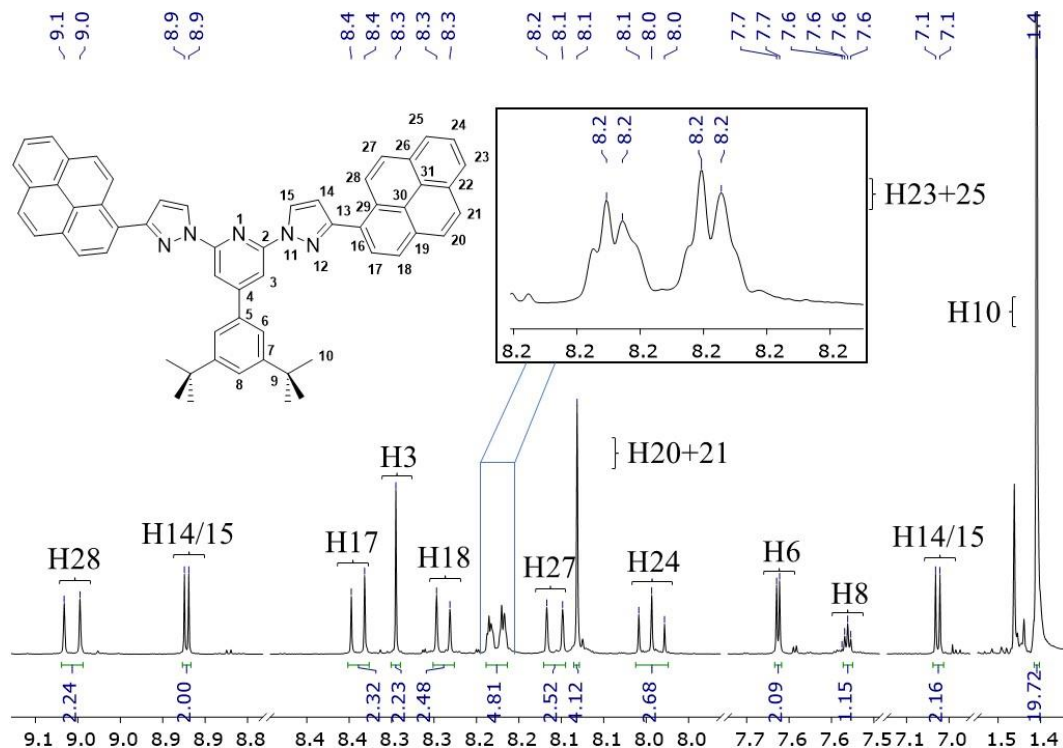 9.1 9.0 8.9 8.9 8.4 8.4 8.3 8.3 8.3 8.2 8.1 8.1 8.1 8.0 8.0 7.7 7.7 7.6 7.6 7.6 7.6 7.1 7.1 1.4
8.2 8.2 8.2 8.2
8.2 8.2 8.2 8.2 8.2 8.2
25 24 27 26 23 28 31 22 15 14 30 21 29 13 20 1 2 N N N N N 16 19 11 12 17 18 3 4 5 6 7 10 8 9
H23+25
H10
H20+21
H3
H28
H14/15
H17
H18
H27
H24
H6
H8
H14/15
2.24 2.00 2.32 2.23 2.48 4.81 2.52 4.12 2.68 2.09 1.15 2.16 19.72
9.1 9.0 9.0 8.9 8.8 8.4 8.4 8.3 8.3 8.2 8.2 8.1 8.1 8.0 8.0 7.7 7.6 7.6 7.5 7.1 7.0 1.5 1.4 1.4